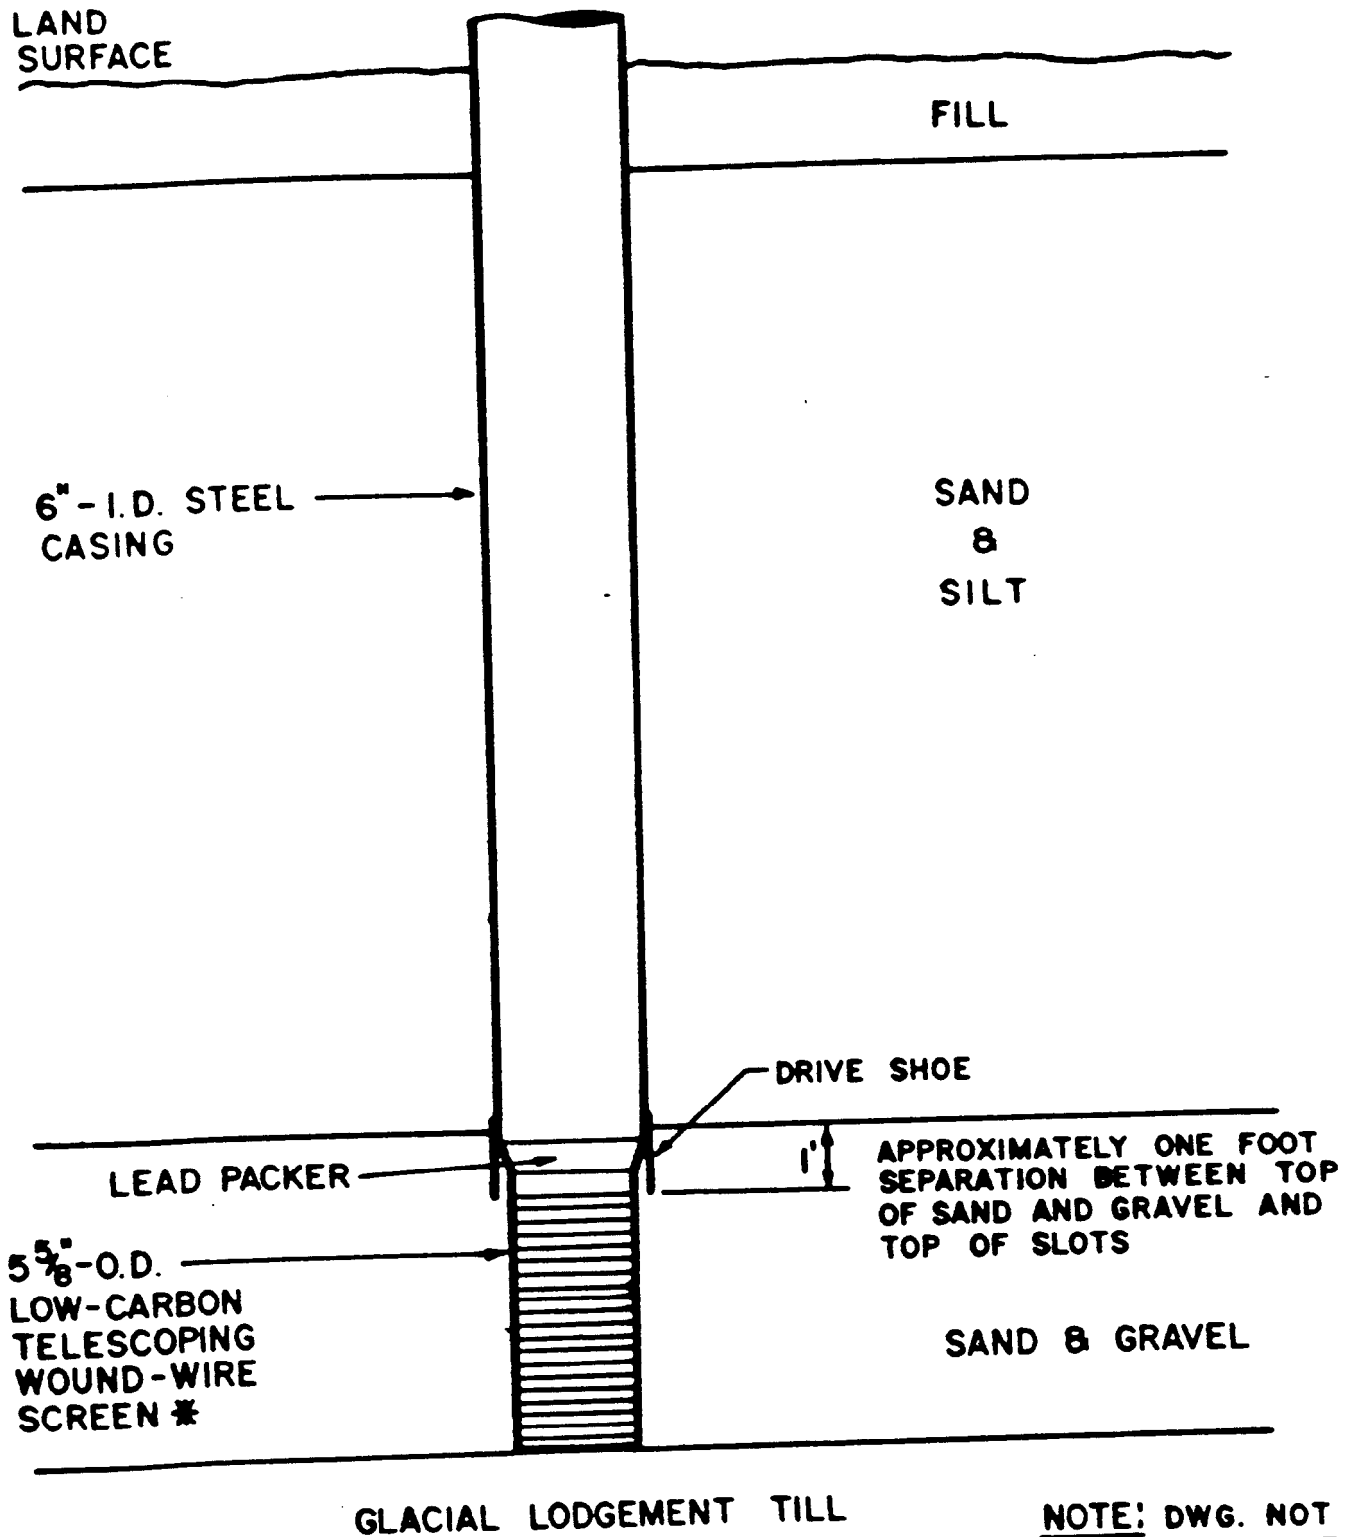 LAND
SURFACE
FILL
6"-I.D. STEEL
CASING
SAND
&
SILT
DRIVE SHOE
LEAD PACKER
1'
APPROXIMATELY ONE FOOT
SEPARATION BETWEEN TOP
OF SAND AND GRAVEL AND
TOP OF SLOTS
5 5/8"-O.D.
LOW-CARBON
TELESCOPING
WOUND-WIRE
SCREEN *
SAND & GRAVEL
GLACIAL LODGEMENT TILL
NOTE: DWG. NOT